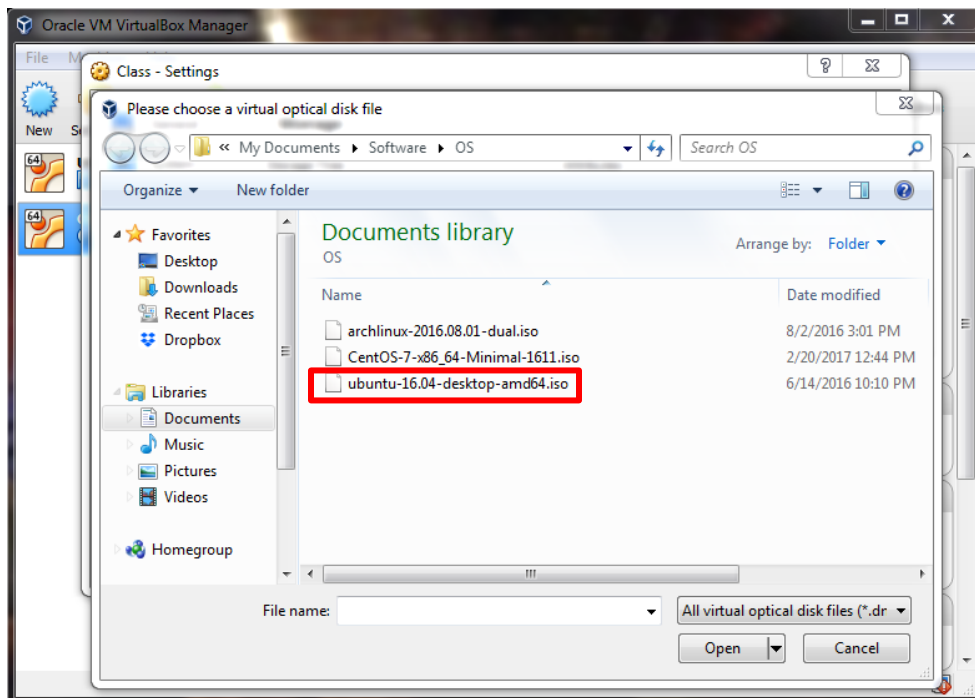 Oracle VM VirtualBox Manager
File
Class - Settings
Please choose a virtual optical disk file
New
« My Documents ▸ Software ▸ OS
Search OS
Organize
New folder
64
64
Favorites
Desktop
Downloads
Recent Places
Dropbox
Libraries
Documents
Music
Pictures
Videos
Homegroup
Documents library
OS
Arrange by: Folder
Name
Date modified
archlinux-2016.08.01-dual.iso
8/2/2016 3:01 PM
CentOS-7-x86_64-Minimal-1611.iso
2/20/2017 12:44 PM
ubuntu-16.04-desktop-amd64.iso
6/14/2016 10:10 PM
File name:
All virtual optical disk files (*.dr
Open
Cancel